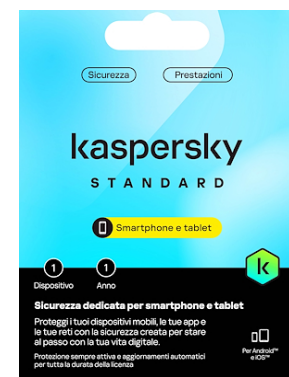 Sicurezza
Prestazioni
kaspersky
STANDARD
Smartphone e tablet
1
Dispositivo
1
Anno
Sicurezza dedicata per smartphone e tablet
Proteggi i tuoi dispositivi mobili, le tue app e
le tue reti con la sicurezza creata per stare
al passo con la tua vita digitale.
Protezione sempre attiva e aggiornamenti automatici
per tutta la durata della licenza
Per Android™
e iOS™